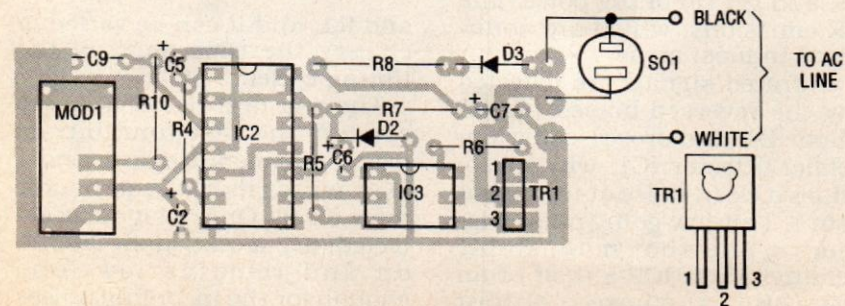 BLACK
C9
C5
R8
D3
SO1
TO AC
LINE
MOD1
R10
R4
IC2
R7
C7
D2
R5
C6
R6
WHITE
C2
IC3
1
2
3
TR1
TR1
1
2
3